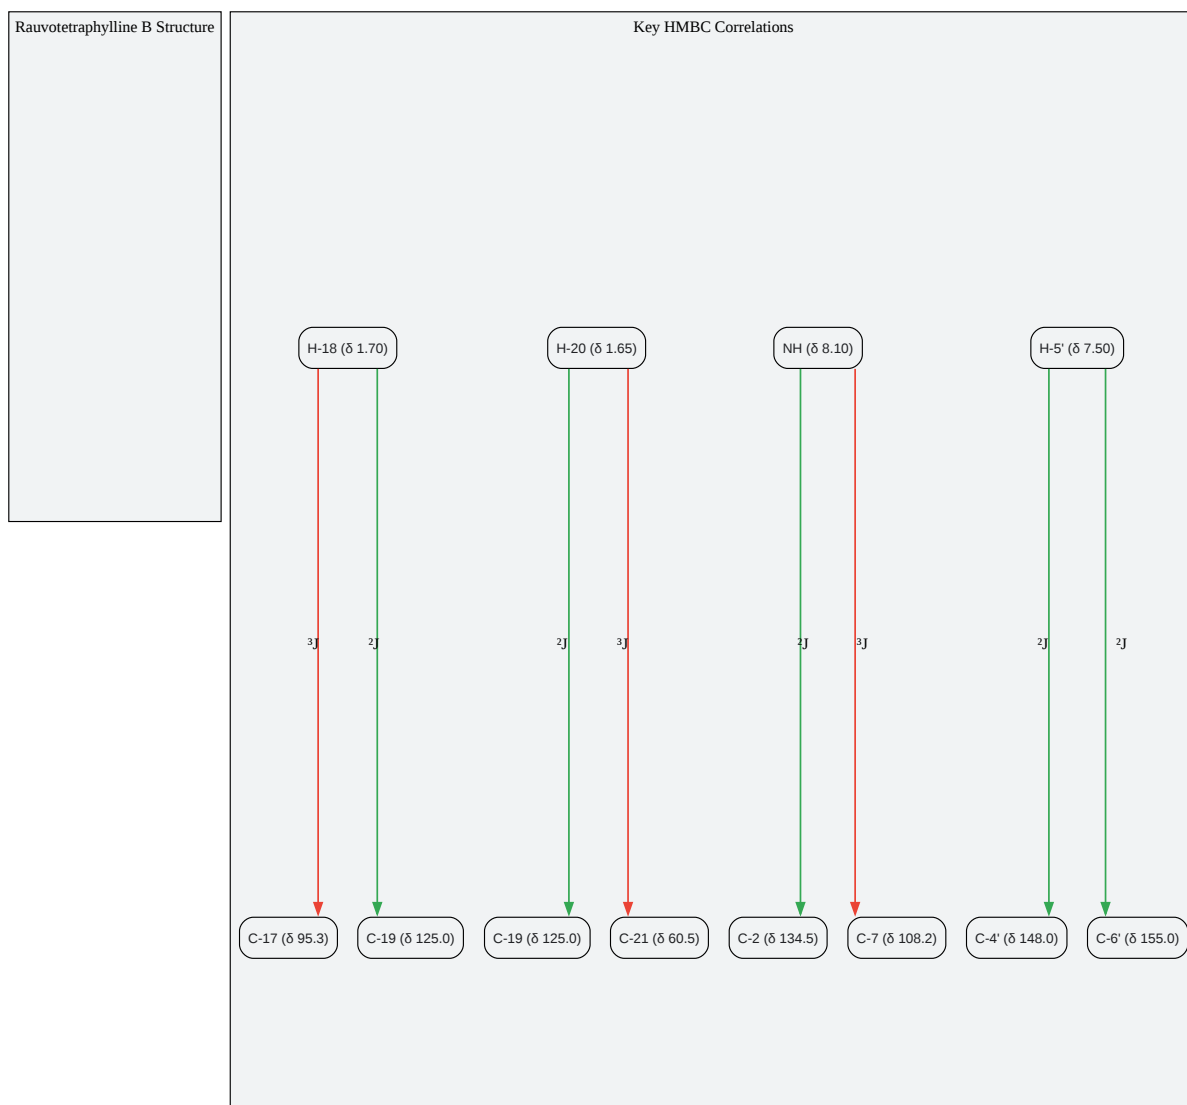 Rauvotetraphylline B Structure
Key HMBC Correlations
H-18 (δ 1.70)
H-20 (δ 1.65)
NH (δ 8.10)
H-5' (δ 7.50)
³J
²J
²J
³J
²J
³J
²J
²J
C-17 (δ 95.3)
C-19 (δ 125.0)
C-19 (δ 125.0)
C-21 (δ 60.5)
C-2 (δ 134.5)
C-7 (δ 108.2)
C-4' (δ 148.0)
C-6' (δ 155.0)